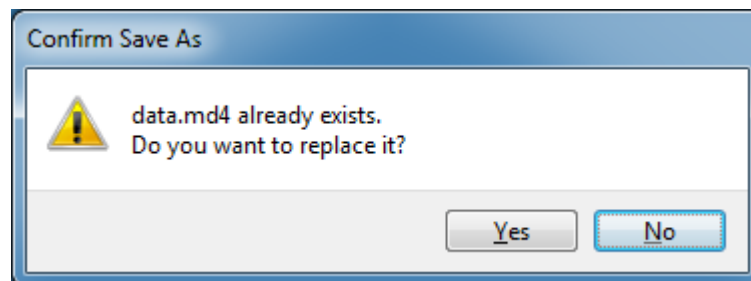 Confirm Save As
data.md4 already exists.
Do you want to replace it?
Yes
No